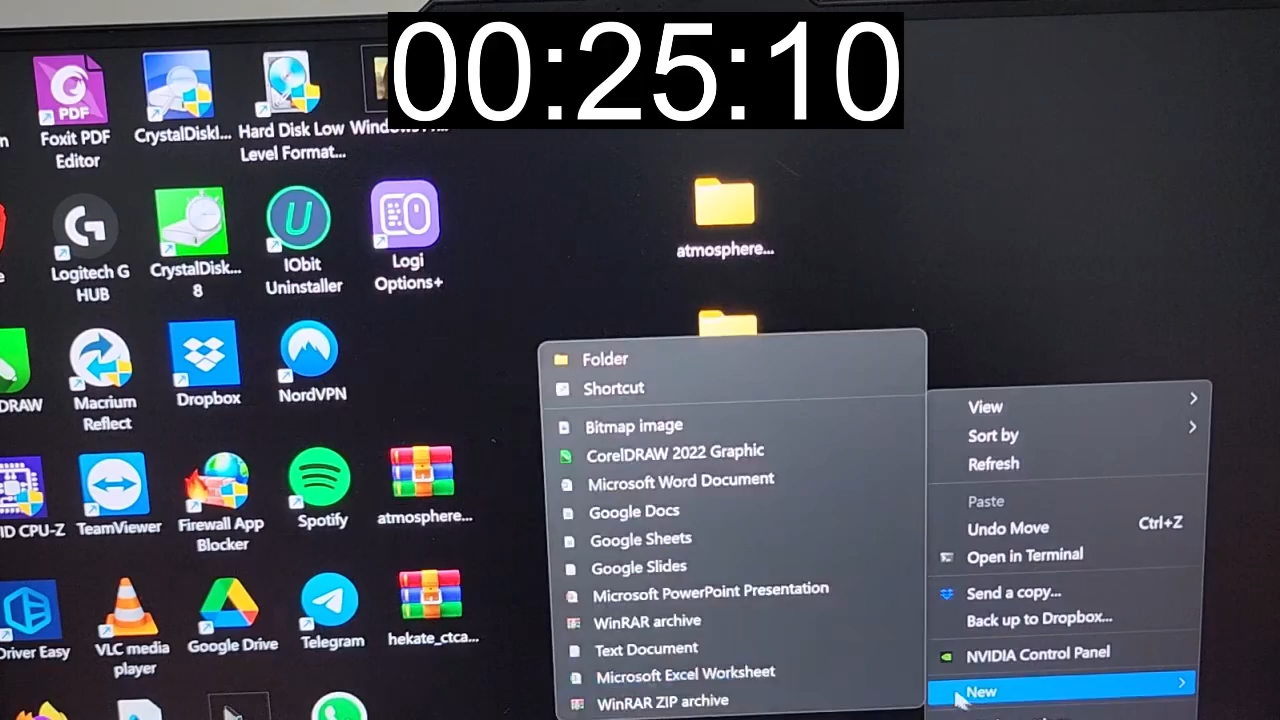 00:25:10
PDF
Foxit PDF
Editor
CrystalDiskI...
Hard Disk Low
Level Format...
Logitech G
HUB
CrystalDisk...
8
IObit
Uninstaller
Logi
Options+
atmosphere...
DRAW
Macrium
Reflect
Dropbox
NordVPN
ID CPU-Z
TeamViewer
Firewall App
Blocker
Spotify
atmosphere...
Driver Easy
VLC media
player
Google Drive
Telegram
hekate_ctca...
Folder
Shortcut
Bitmap image
CorelDRAW 2022 Graphic
Microsoft Word Document
Google Docs
Google Sheets
Google Slides
Microsoft PowerPoint Presentation
WinRAR archive
Text Document
Microsoft Excel Worksheet
WinRAR ZIP archive
View
Sort by
Refresh
Paste
Undo Move Ctrl+Z
Open in Terminal
Send a copy...
Back up to Dropbox...
NVIDIA Control Panel
New